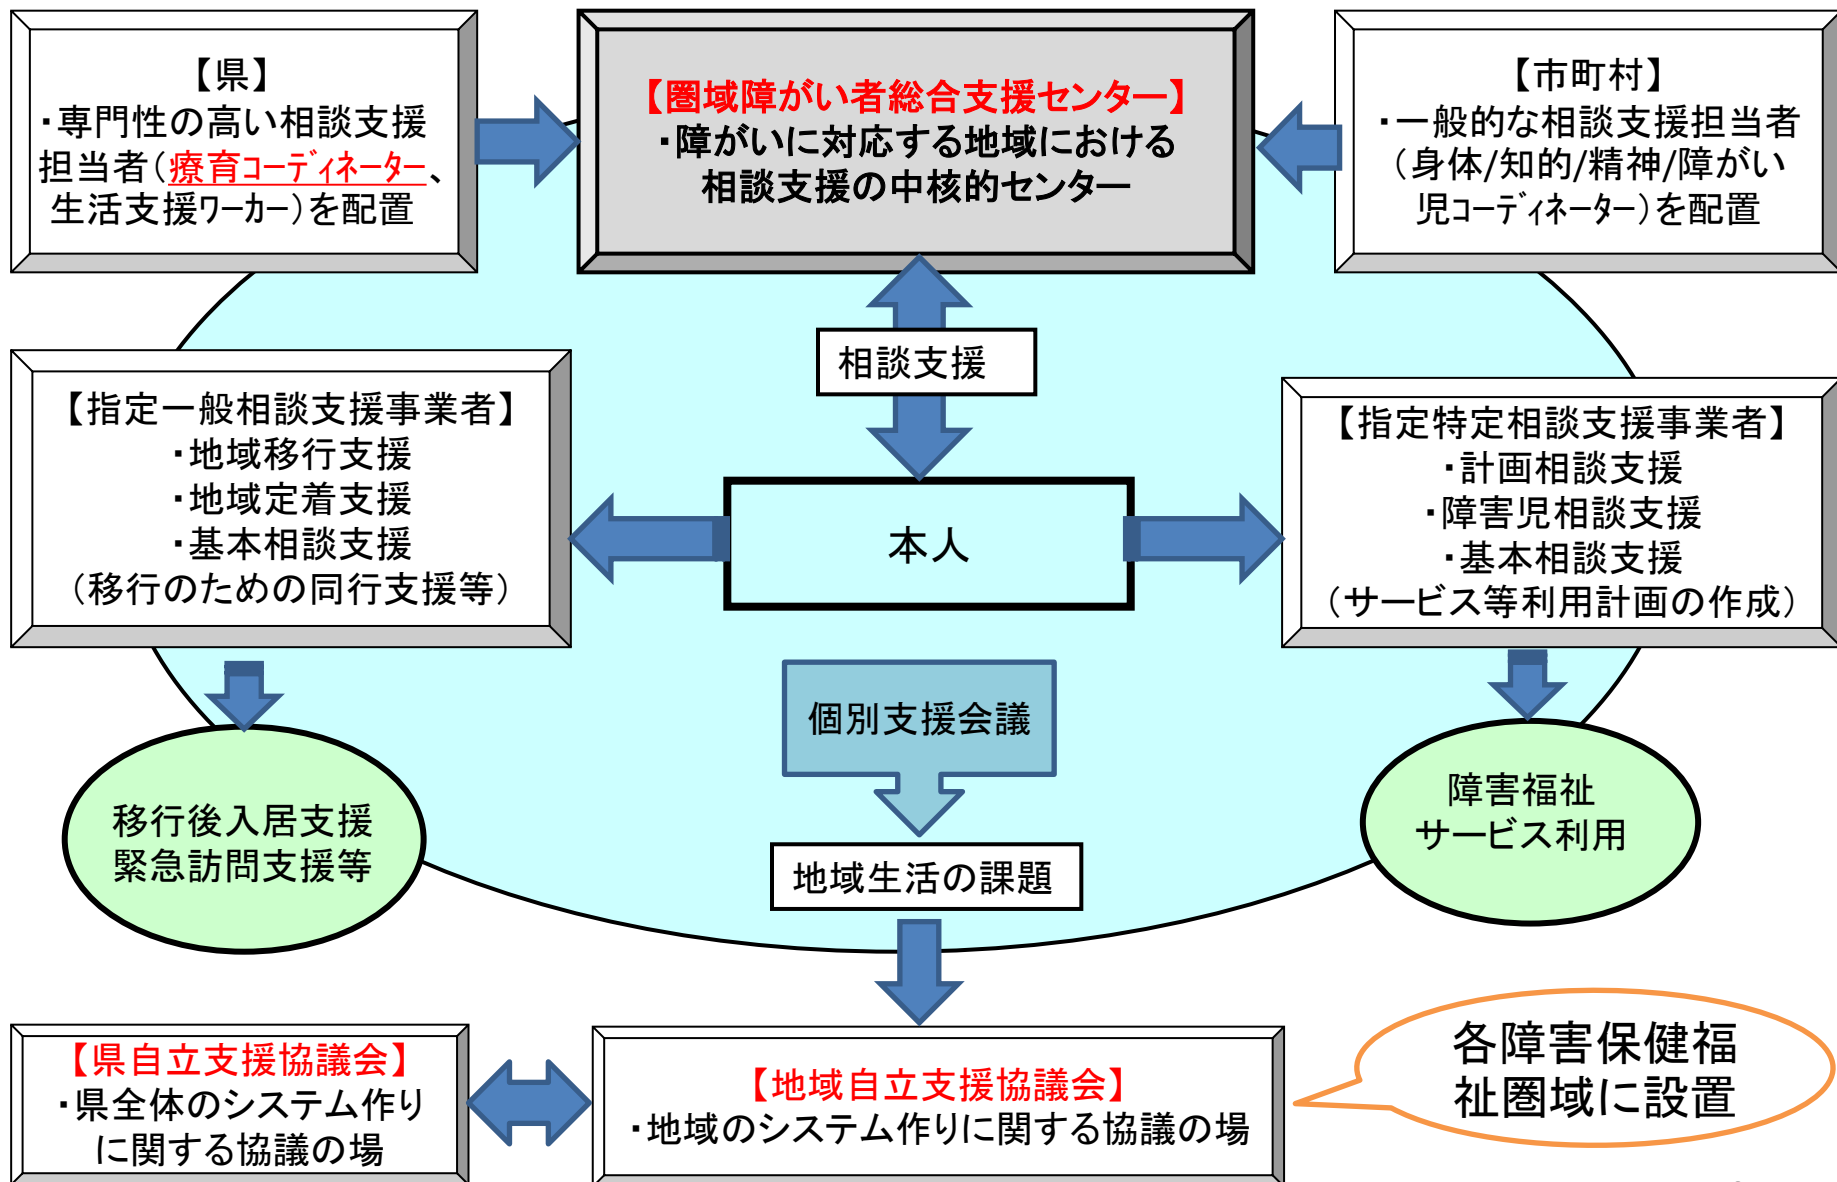 【県】
・専門性の高い相談支援
担当者（療育コーディネーター、
生活支援ワーカー）を配置
【圏域障がい者総合支援センター】
・障がいに対応する地域における
相談支援の中核的センター
【市町村】
・一般的な相談支援担当者
（身体/知的/精神/障がい
児コーディネーター）を配置
相談支援
【指定一般相談支援事業者】
・地域移行支援
・地域定着支援
・基本相談支援
（移行のための同行支援等）
本人
【指定特定相談支援事業者】
・計画相談支援
・障害児相談支援
・基本相談支援
（サービス等利用計画の作成）
個別支援会議
移行後入居支援
緊急訪問支援等
障害福祉
サービス利用
地域生活の課題
【県自立支援協議会】
・県全体のシステム作り
に関する協議の場
【地域自立支援協議会】
・地域のシステム作りに関する協議の場
各障害保健福
祉圏域に設置